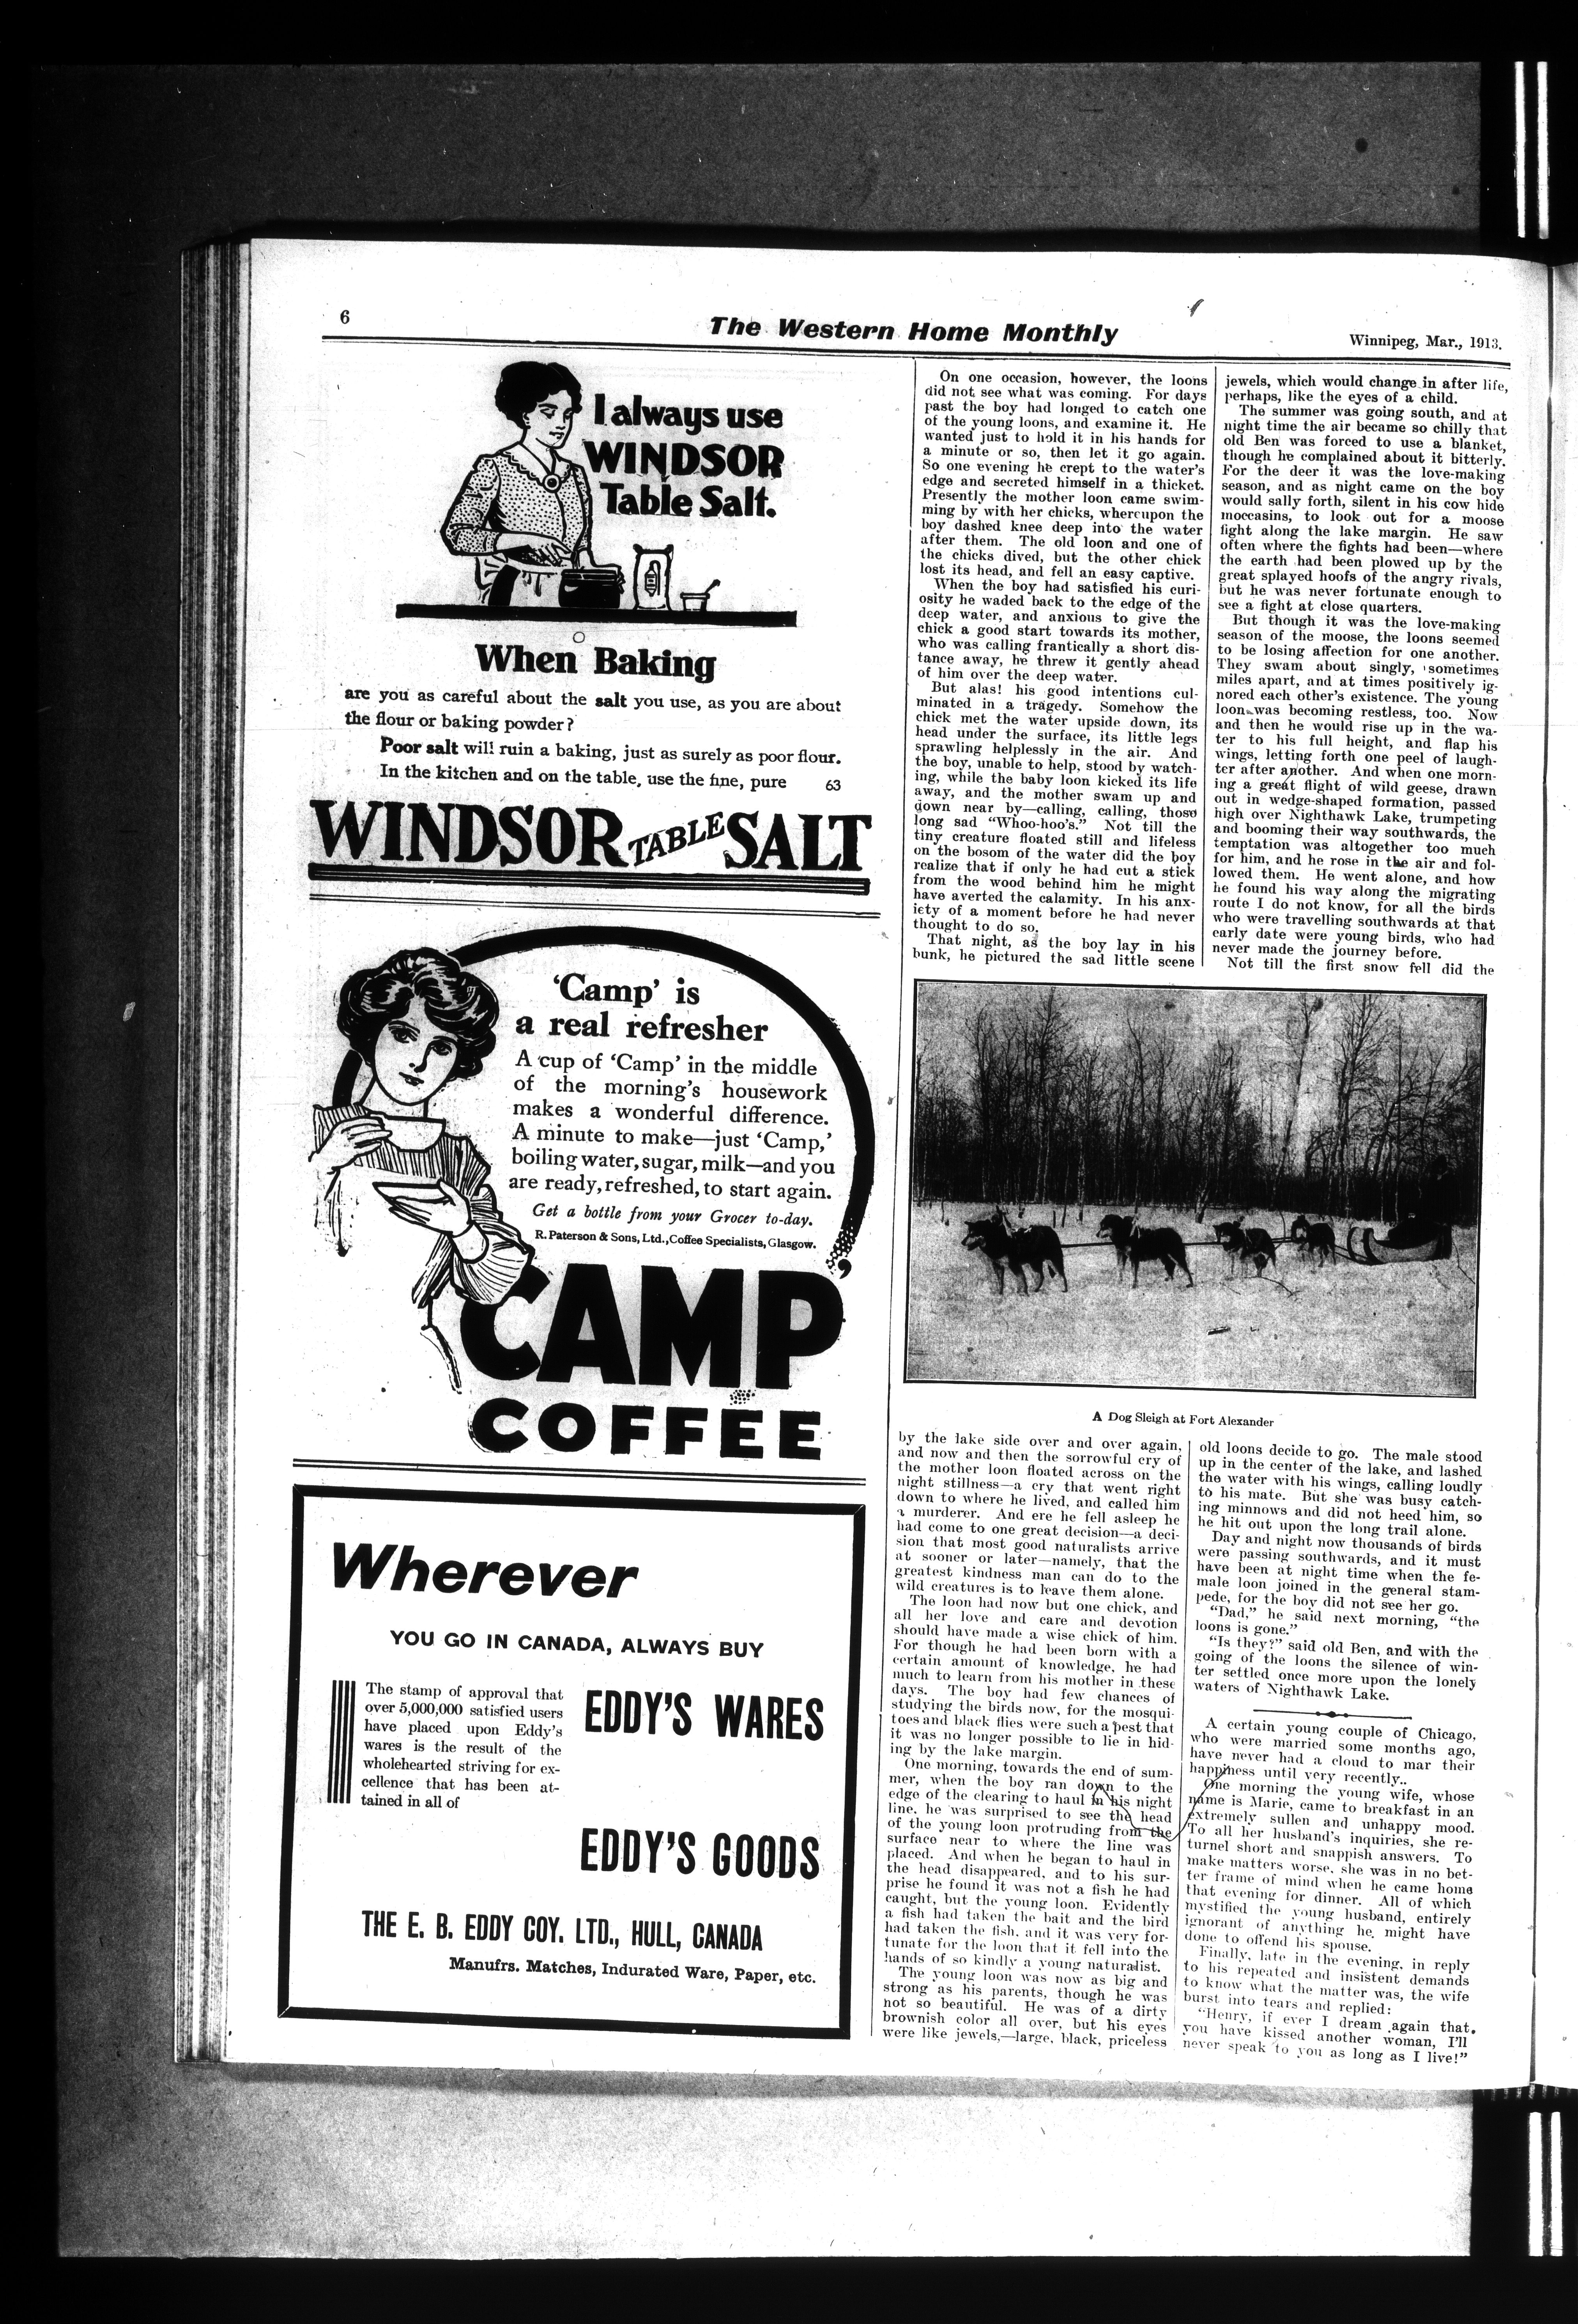 6
The Western Home Monthly
Winnipeg, Mar., 1913.
I always use
WINDSOR
Table Salt.
When Baking
are you as careful about the salt you use, as you are about
the flour or baking powder?
Poor salt will ruin a baking, just as surely as poor flour.
In the kitchen and on the table, use the fine, pure 63
WINDSOR TABLE SALT
'Camp' is
a real refresher
A cup of 'Camp' in the middle
of the morning's housework
makes a wonderful difference.
A minute to make—just 'Camp,'
boiling water, sugar, milk—and you
are ready, refreshed, to start again.
Get a bottle from your Grocer to-day.
R. Paterson & Sons, Ltd., Coffee Specialists, Glasgow.
'CAMP'
COFFEE
Wherever
YOU GO IN CANADA, ALWAYS BUY
The stamp of approval that
over 5,000,000 satisfied users
have placed upon Eddy's
wares is the result of the
wholehearted striving for ex-
cellence that has been at-
tained in all of
EDDY'S WARES
EDDY'S GOODS
THE E. B. EDDY COY. LTD., HULL, CANADA
Manufrs. Matches, Indurated Ware, Paper, etc.
On one occasion, however, the loons
did not see what was coming. For days
past the boy had longed to catch one
of the young loons, and examine it. He
wanted just to hold it in his hands for
a minute or so, then let it go again.
So one evening he crept to the water's
edge and secreted himself in a thicket.
Presently the mother loon came swim-
ming by with her chicks, whereupon the
boy dashed knee deep into the water
after them. The old loon and one of
the chicks dived, but the other chick
lost its head, and fell an easy captive.
When the boy had satisfied his curi-
osity he waded back to the edge of the
deep water, and anxious to give the
chick a good start towards its mother,
who was calling frantically a short dis-
tance away, he threw it gently ahead
of him over the deep water.
But alas! his good intentions cul-
minated in a tragedy. Somehow the
chick met the water upside down, its
head under the surface, its little legs
sprawling helplessly in the air. And
the boy, unable to help, stood by watch-
ing, while the baby loon kicked its life
away, and the mother swam up and
down near by—calling, calling, those
long sad "Whoo-hoo's." Not till the
tiny creature floated still and lifeless
on the bosom of the water did the boy
realize that if only he had cut a stick
from the wood behind him he might
have averted the calamity. In his anx-
iety of a moment before he had never
thought to do so.
That night, as the boy lay in his
bunk, he pictured the sad little scene
jewels, which would change in after life,
perhaps, like the eyes of a child.
The summer was going south, and at
night time the air became so chilly that
old Ben was forced to use a blanket,
though he complained about it bitterly.
For the deer it was the love-making
season, and as night came on the boy
would sally forth, silent in his cow hide
moccasins, to look out for a moose
fight along the lake margin. He saw
often where the fights had been—where
the earth had been plowed up by the
great splayed hoofs of the angry rivals,
but he was never fortunate enough to
see a fight at close quarters.
But though it was the love-making
season of the moose, the loons seemed
to be losing affection for one another.
They swam about singly, sometimes
miles apart, and at times positively ig-
nored each other's existence. The young
loon was becoming restless, too. Now
and then he would rise up in the wa-
ter to his full height, and flap his
wings, letting forth one peel of laugh-
ter after another. And when one morn-
ing a great flight of wild geese, drawn
out in wedge-shaped formation, passed
high over Nighthawk Lake, trumpeting
and booming their way southwards, the
temptation was altogether too much
for him, and he rose in the air and fol-
lowed them. He went alone, and how
he found his way along the migrating
route I do not know, for all the birds
who were travelling southwards at that
early date were young birds, who had
never made the journey before.
Not till the first snow fell did the
A Dog Sleigh at Fort Alexander
by the lake side over and over again,
and now and then the sorrowful cry of
the mother loon floated across on the
night stillness—a cry that went right
down to where he lived, and called him
a murderer. And ere he fell asleep he
had come to one great decision—a deci-
sion that most good naturalists arrive
at sooner or later—namely, that the
greatest kindness man can do to the
wild creatures is to leave them alone.
The loon had now but one chick, and
all her love and care and devotion
should have made a wise chick of him.
For though he had been born with a
certain amount of knowledge, he had
much to learn from his mother in these
days. The boy had few chances of
studying the birds now, for the mosqui-
toes and black flies were such a pest that
it was no longer possible to lie in hid-
ing by the lake margin.
One morning, towards the end of sum-
mer, when the boy ran down to the
edge of the clearing to haul in his night
line, he was surprised to see the head
of the young loon protruding from the
surface near to where the line was
placed. And when he began to haul in
the head disappeared, and to his sur-
prise he found it was not a fish he had
caught, but the young loon. Evidently
a fish had taken the bait and the bird
had taken the fish, and it was very for-
tunate for the loon that it fell into the
hands of so kindly a young naturalist.
The young loon was now as big and
strong as his parents, though he was
not so beautiful. He was of a dirty
brownish color all over, but his eyes
were like jewels,—large, black, priceless
old loons decide to go. The male stood
up in the center of the lake, and lashed
the water with his wings, calling loudly
to his mate. But she was busy catch-
ing minnows and did not heed him, so
he hit out upon the long trail alone.
Day and night now thousands of birds
were passing southwards, and it must
have been at night time when the fe-
male loon joined in the general stam-
pede, for the boy did not see her go.
"Dad," he said next morning, "the
loons is gone."
"Is they?" said old Ben, and with the
going of the loons the silence of win-
ter settled once more upon the lonely
waters of Nighthawk Lake.
A certain young couple of Chicago,
who were married some months ago,
have never had a cloud to mar their
happiness until very recently..
One morning the young wife, whose
name is Marie, came to breakfast in an
extremely sullen and unhappy mood.
To all her husband's inquiries, she re-
turnel short and snappish answers. To
make matters worse, she was in no bet-
ter frame of mind when he came home
that evening for dinner. All of which
mystified the young husband, entirely
ignorant of anything he might have
done to offend his spouse.
Finally, late in the evening, in reply
to his repeated and insistent demands
to know what the matter was, the wife
burst into tears and replied:
"Henry, if ever I dream again that
you have kissed another woman, I'll
never speak to you as long as I live!"